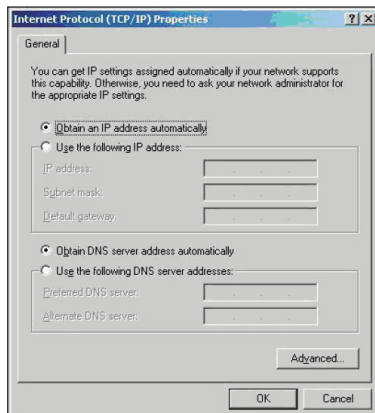 Internet Protocol (TCP/IP) Properties
General
You can get IP settings assigned automatically if your network supports
this capability. Otherwise, you need to ask your network administrator for
the appropriate IP settings.
Obtain an IP address automatically
Use the following IP address:
IP address:
Subnet mask:
Default gateway:
Obtain DNS server address automatically
Use the following DNS server addresses:
Preferred DNS server:
Alternate DNS server:
Advanced...
OK Cancel